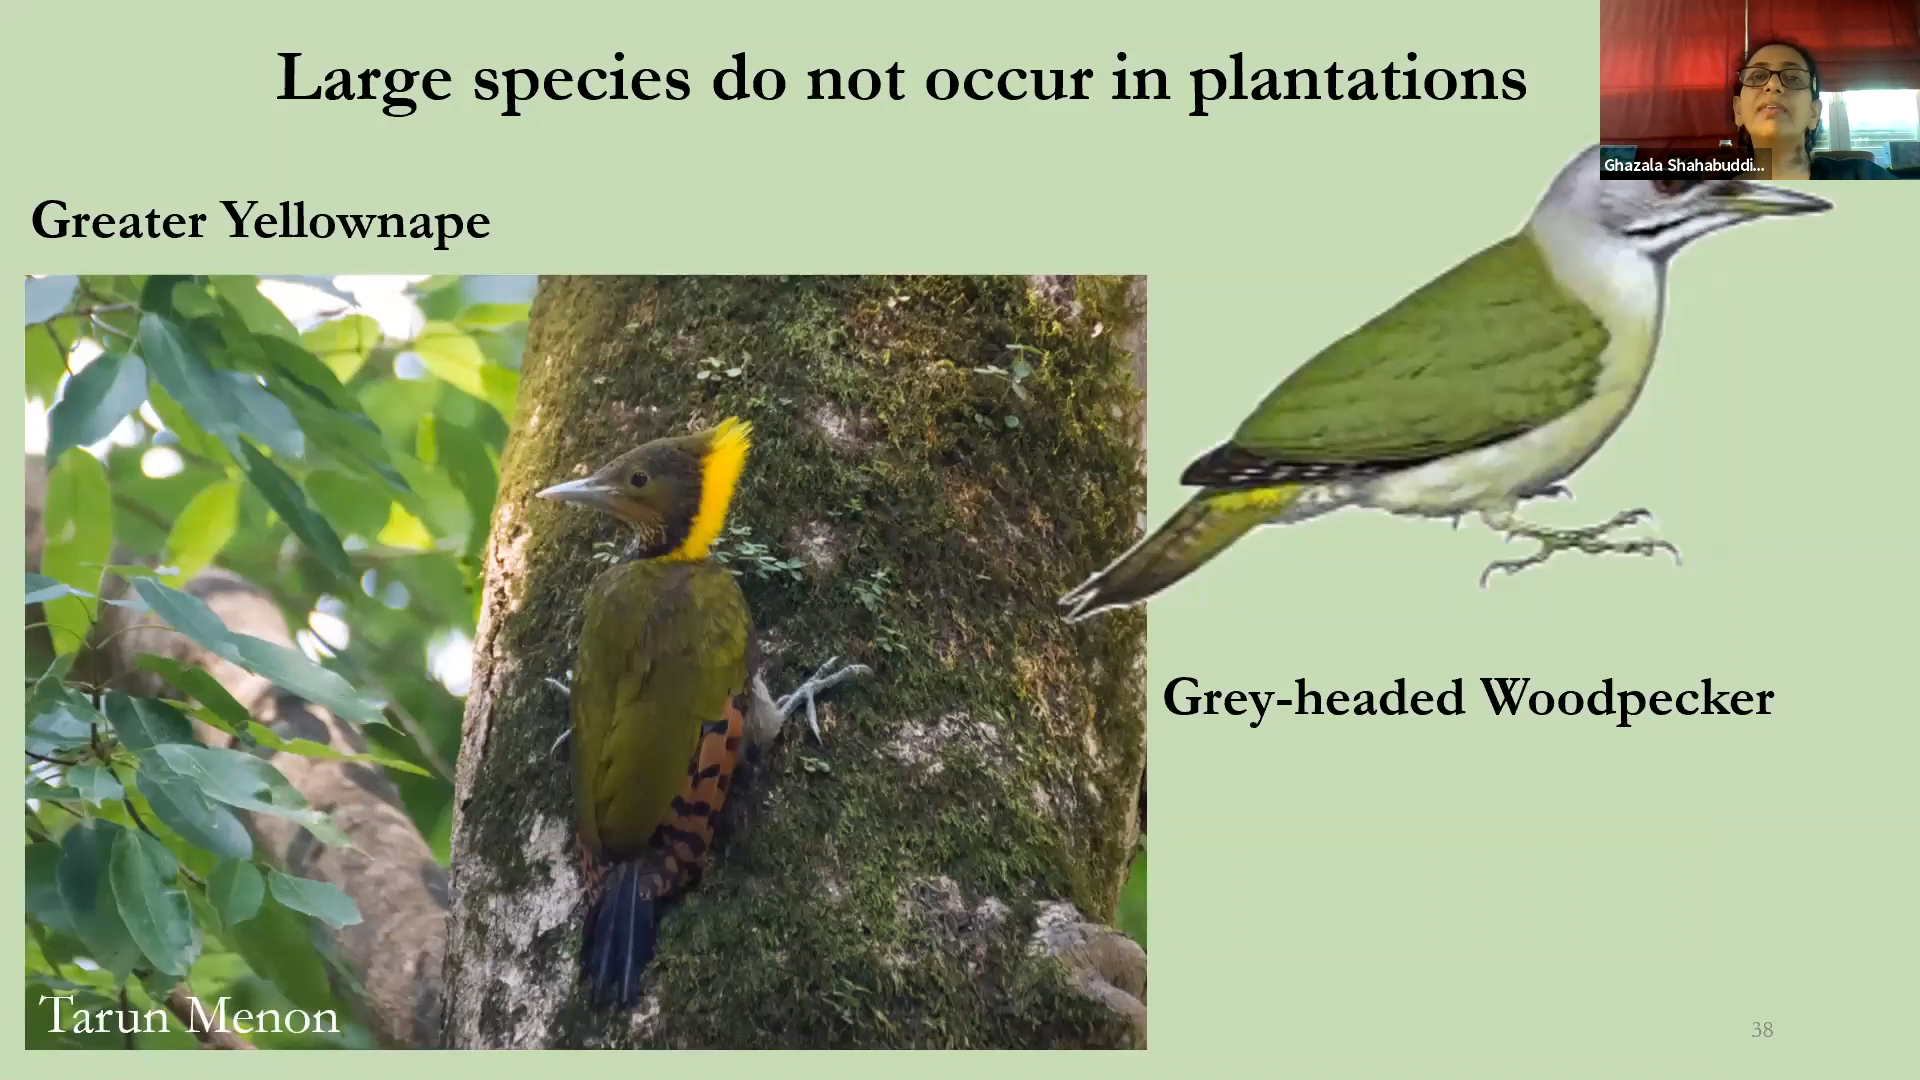 Large species do not occur in plantations
Ghazala Shahabuddi...
Greater Yellownape
Grey-headed Woodpecker
Tarun Menon
38